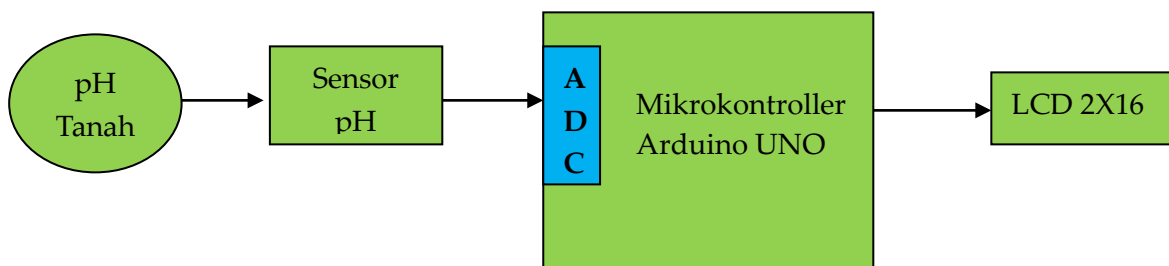 pH
Tanah
Sensor
pH
A
D
C
Mikrokontroller
Arduino UNO
LCD 2X16